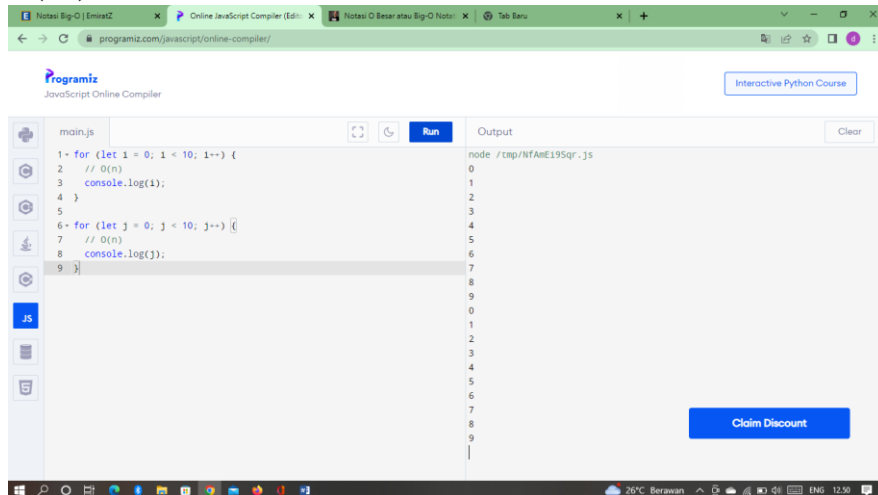 Notasi Big-O | EmiratZ
Online JavaScript Compiler (Edito
Notasi O Besar atau Big-O Notat
Tab Baru
programiz.com/javascript/online-compiler/
Programiz
JavaScript Online Compiler
Interactive Python Course
main.js
Run
Output
Clear
1 for (let i = 0; i < 10; i++) {
2 // O(n)
3 console.log(i);
4 }
5
6 for (let j = 0; j < 10; j++) {
7 // O(n)
8 console.log(j);
9 }
JS
node /tmp/NfAmEi9Sqr.js
0
1
2
3
4
5
6
7
8
9
0
1
2
3
4
5
6
7
8
9
Claim Discount
26°C Berawan
ENG
12.50